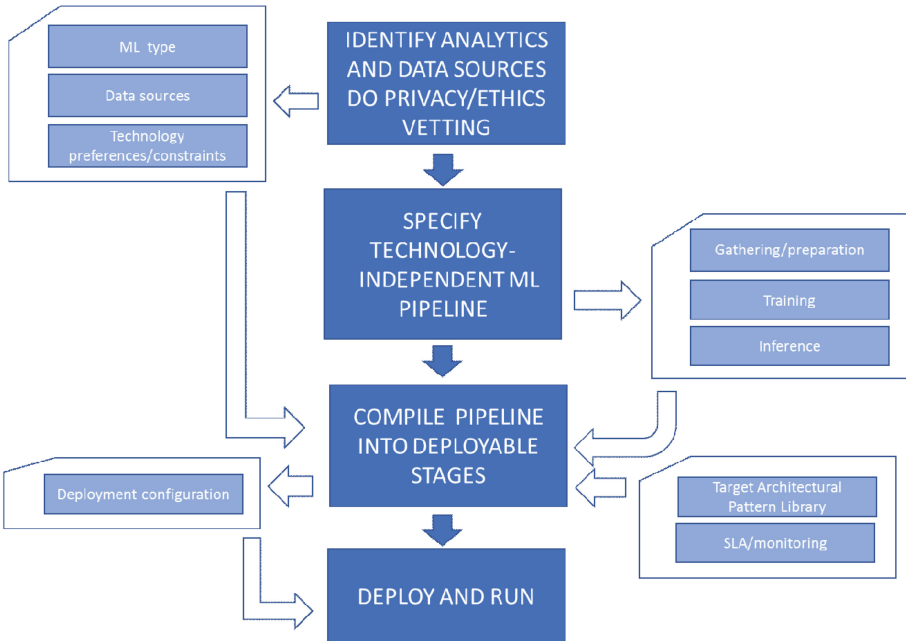 ML type
Data sources
Technology
preferences/constraints
IDENTIFY ANALYTICS
AND DATA SOURCES
DO PRIVACY/ETHICS
VETTING
SPECIFY
TECHNOLOGY-
INDEPENDENT ML
PIPELINE
Gathering/preparation
Training
Inference
COMPILE PIPELINE
INTO DEPLOYABLE
STAGES
Deployment configuration
Target Architectural
Pattern Library
SLA/monitoring
DEPLOY AND RUN